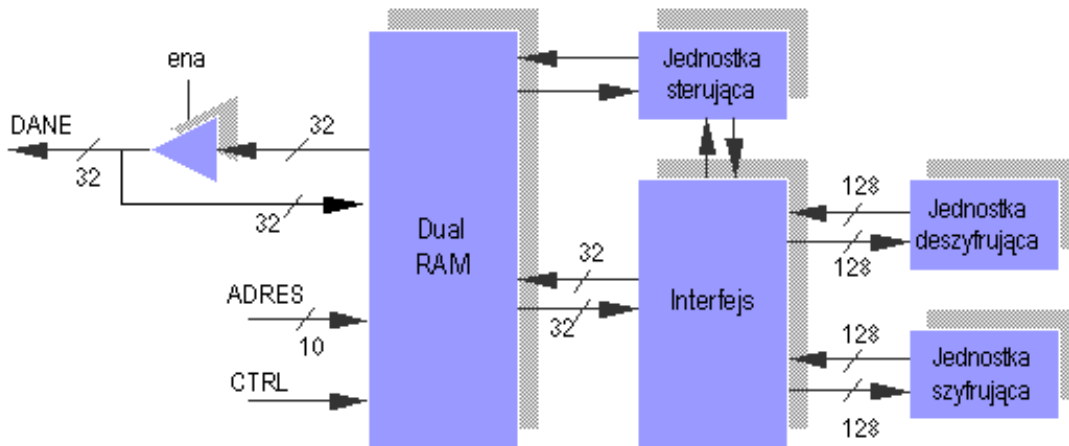 ena
DANE
32
32
32
ADRES
10
CTRL
Dual
RAM
32
32
Jednostka
sterująca
Interfejs
128
128
Jednostka
deszyfrująca
128
128
Jednostka
szyfrująca